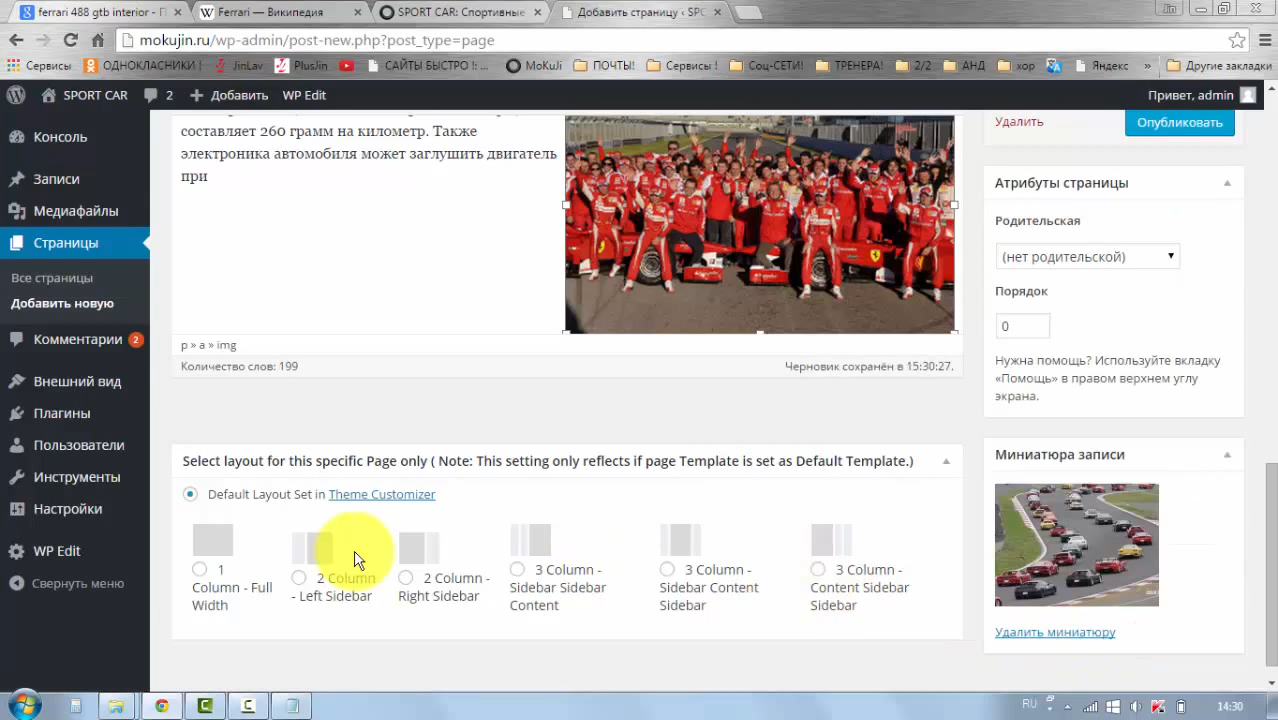 ferrari 488 gtb interior - П
Ferrari — Википедия
SPORT CAR: Спортивные
Добавить страницу ‹ SPC
Jin
mokujin.ru/wp-admin/post-new.php?post_type=page
Сервисы
ОДНОКЛАСНИКИ !
JinLav
PlusJin
САЙТЫ БЫСТРО !: ...
MoKuJi
ПОЧТЫ!
Сервисы !
Соц-СЕТИ!
ТРЕНЕРА!
2/2
АНД
хор
Яндекс
»
Другие закладки
SPORT CAR
2
Добавить
WP Edit
Привет, admin
Консоль
Записи
Медиафайлы
Страницы
Все страницы
Добавить новую
Комментарии 2
Внешний вид
Плагины
Пользователи
Инструменты
Настройки
WP Edit
Свернуть меню
составляет 260 грамм на километр. Также
электроника автомобиля может заглушить двигатель
при
p » a » img
Количество слов: 199
Черновик сохранён в 15:30:27.
Select layout for this specific Page only ( Note: This setting only reflects if page Template is set as Default Template.)
Default Layout Set in Theme Customizer
1
Column - Full
Width
2 Column
- Left Sidebar
2 Column -
Right Sidebar
3 Column -
Sidebar Sidebar
Content
3 Column -
Sidebar Content
Sidebar
3 Column -
Content Sidebar
Sidebar
Удалить
Опубликовать
Атрибуты страницы
Родительская
(нет родительской)
Порядок
0
Нужна помощь? Используйте вкладку
«Помощь» в правом верхнем углу
экрана.
Миниатюра записи
Удалить миниатюру
RU
14:30